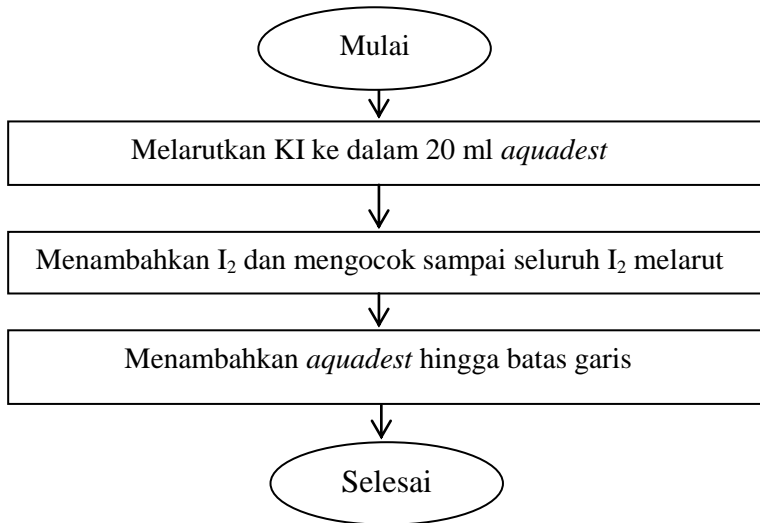 Mulai
Melarutkan KI ke dalam 20 ml aquadest
Menambahkan I₂ dan mengocok sampai seluruh I₂ melarut
Menambahkan aquadest hingga batas garis
Selesai